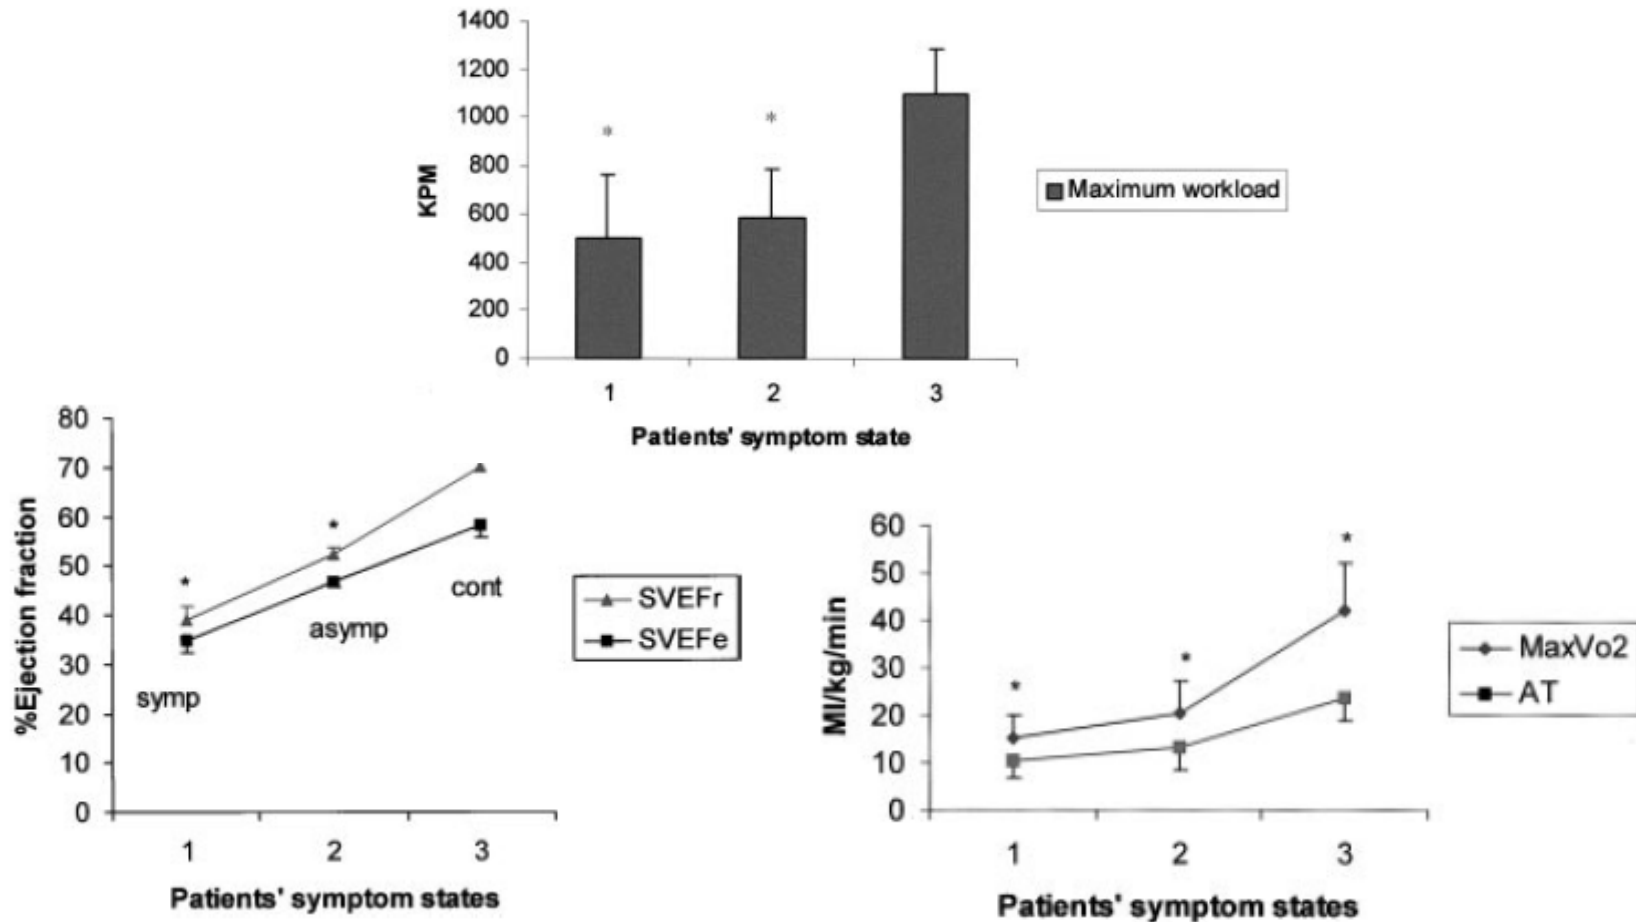 1400
1200
1000
800
600
400
200
0
KPM
*
*
1
2
3
Patients' symptom state
Maximum workload
80
70
60
50
40
30
20
10
0
%Ejection fraction
*
*
symp
asymp
cont
1
2
3
Patients' symptom states
SVEFr
SVEFe
60
50
40
30
20
10
0
Ml/kg/min
*
*
*
1
2
3
Patients' symptom states
MaxVo2
AT